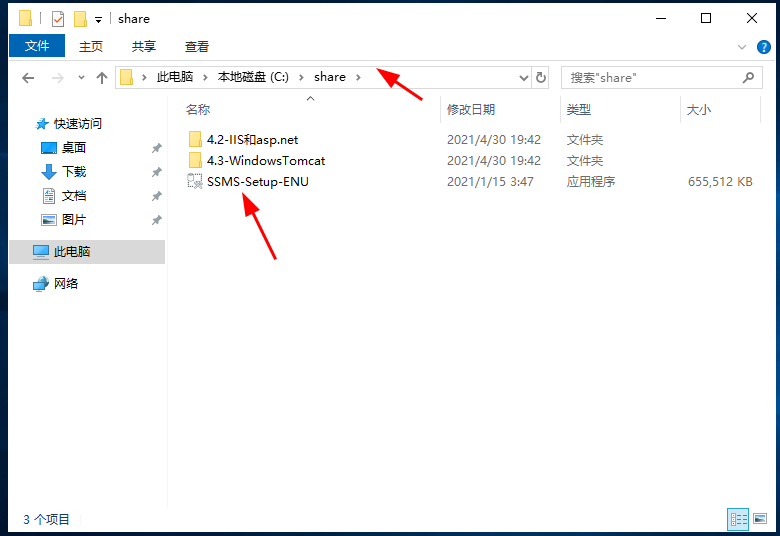 share
文件 主页 共享 查看
此电脑 本地磁盘 (C:) share 搜索"share"
名称 修改日期 类型 大小
快速访问
桌面
下载
文档
图片
此电脑
网络
4.2-IIS和asp.net 2021/4/30 19:42 文件夹
4.3-WindowsTomcat 2021/4/30 19:42 文件夹
SSMS-Setup-ENU 2021/1/15 3:47 应用程序 655,512 KB
3 个项目